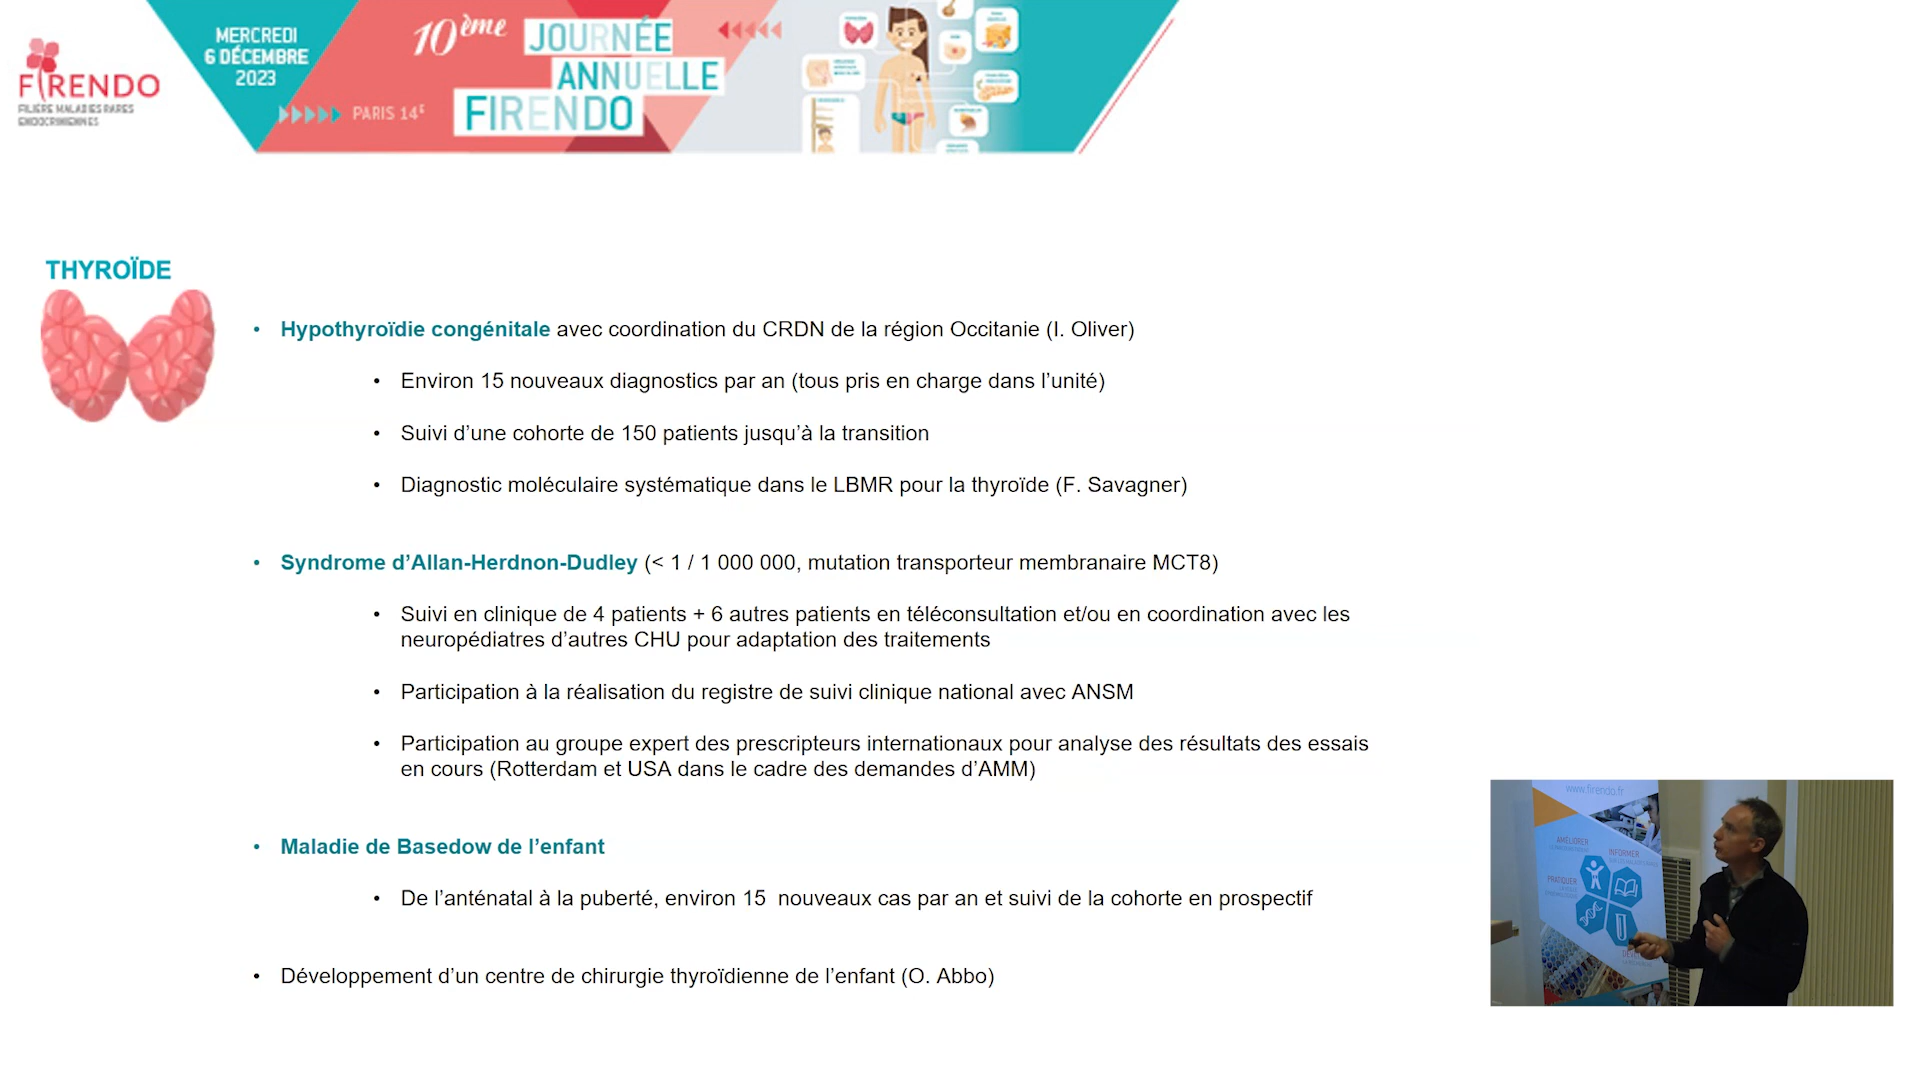 FIRENDO
FILIÈRE MALADIES RARES
ENDOCRINIENNES
MERCREDI
6 DÉCEMBRE
2023
PARIS 14E
10ème
JOURNÉE
ANNUELLE
FIRENDO
THYROÏDE
• Hypothyroïdie congénitale avec coordination du CRDN de la région Occitanie (I. Oliver)
• Environ 15 nouveaux diagnostics par an (tous pris en charge dans l’unité)
• Suivi d’une cohorte de 150 patients jusqu’à la transition
• Diagnostic moléculaire systématique dans le LBMR pour la thyroïde (F. Savagner)
• Syndrome d’Allan-Herdnon-Dudley (< 1 / 1 000 000, mutation transporteur membranaire MCT8)
• Suivi en clinique de 4 patients + 6 autres patients en téléconsultation et/ou en coordination avec les
neuropédiatres d’autres CHU pour adaptation des traitements
• Participation à la réalisation du registre de suivi clinique national avec ANSM
• Participation au groupe expert des prescripteurs internationaux pour analyse des résultats des essais
en cours (Rotterdam et USA dans le cadre des demandes d’AMM)
• Maladie de Basedow de l’enfant
• De l’anténatal à la puberté, environ 15 nouveaux cas par an et suivi de la cohorte en prospectif
• Développement d’un centre de chirurgie thyroïdienne de l’enfant (O. Abbo)
www.firendo.fr
AMÉLIORER
INFORMER
PRATIQUER